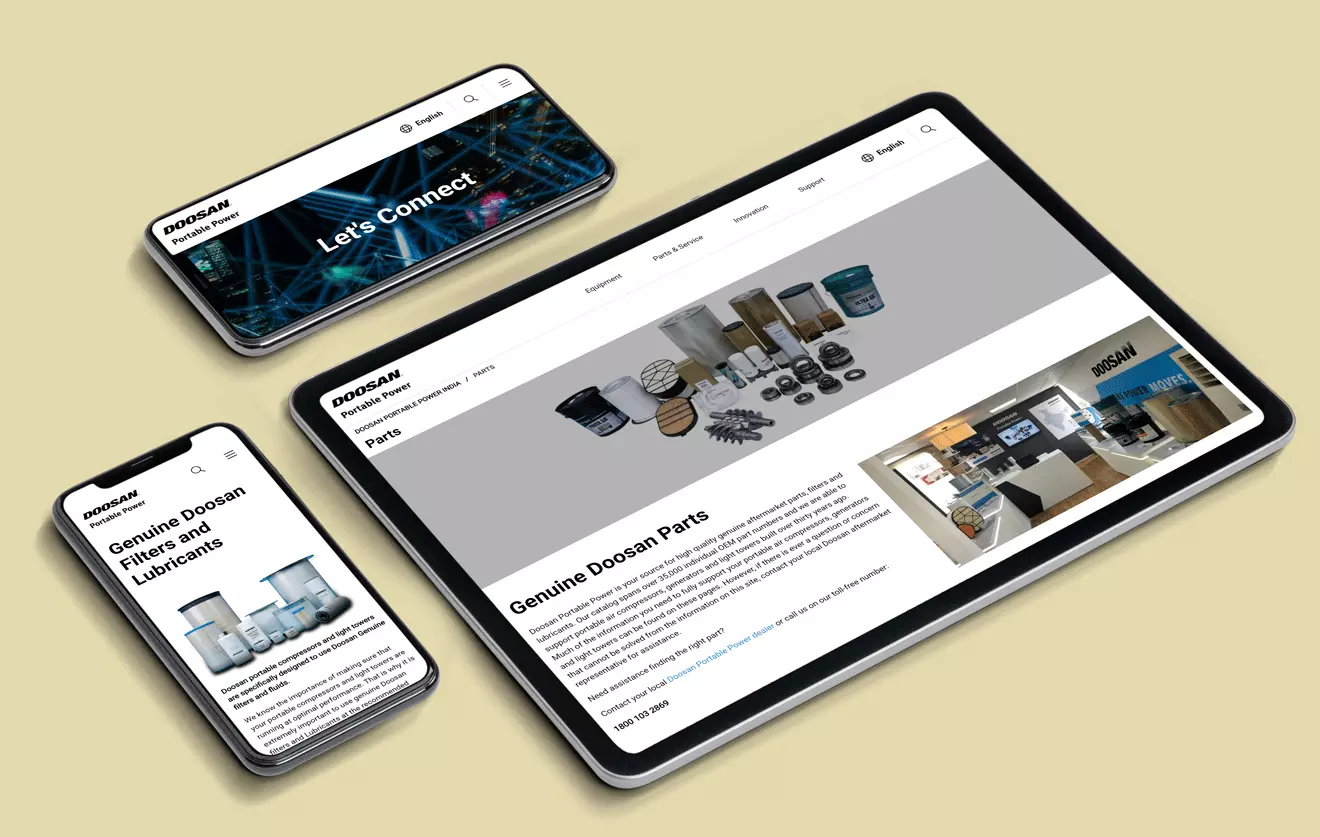 English
DOOSAN
Portable Power
Let's Connect
English
Equipment
Parts & Service
Innovation
Support
DOOSAN
Portable Power
DOOSAN PORTABLE POWER INDIA / PARTS
Parts
ULTRA
DOOSAN
MOVES.
DOOSAN
Genuine Doosan Parts
Doosan Portable Power is your source for high quality genuine aftermarket parts, filters and
lubricants. Our catalog spans over 35,000 individual OEM part numbers and we are able to
support portable air compressors, generators and light towers built over thirty years ago.
Much of the information you need to fully support your portable air compressors, generators
and light towers can be found on these pages. However, if there is ever a question or concern
that cannot be solved from the information on this site, contact your local Doosan aftermarket
representative for assistance.
Need assistance finding the right part?
Contact your local Doosan Portable Power dealer or call us on our toll-free number:
1800 103 2869
DOOSAN
Portable Power
Genuine Doosan
Filters and
Lubricants
Doosan portable compressors and light towers
are specifically designed to use Doosan Genuine
filters and fluids.
We know the importance of making sure that
your portable compressors and light towers are
running at optimal performance. That is why it is
extremely important to use genuine Doosan
filters and Lubricants at the recommended